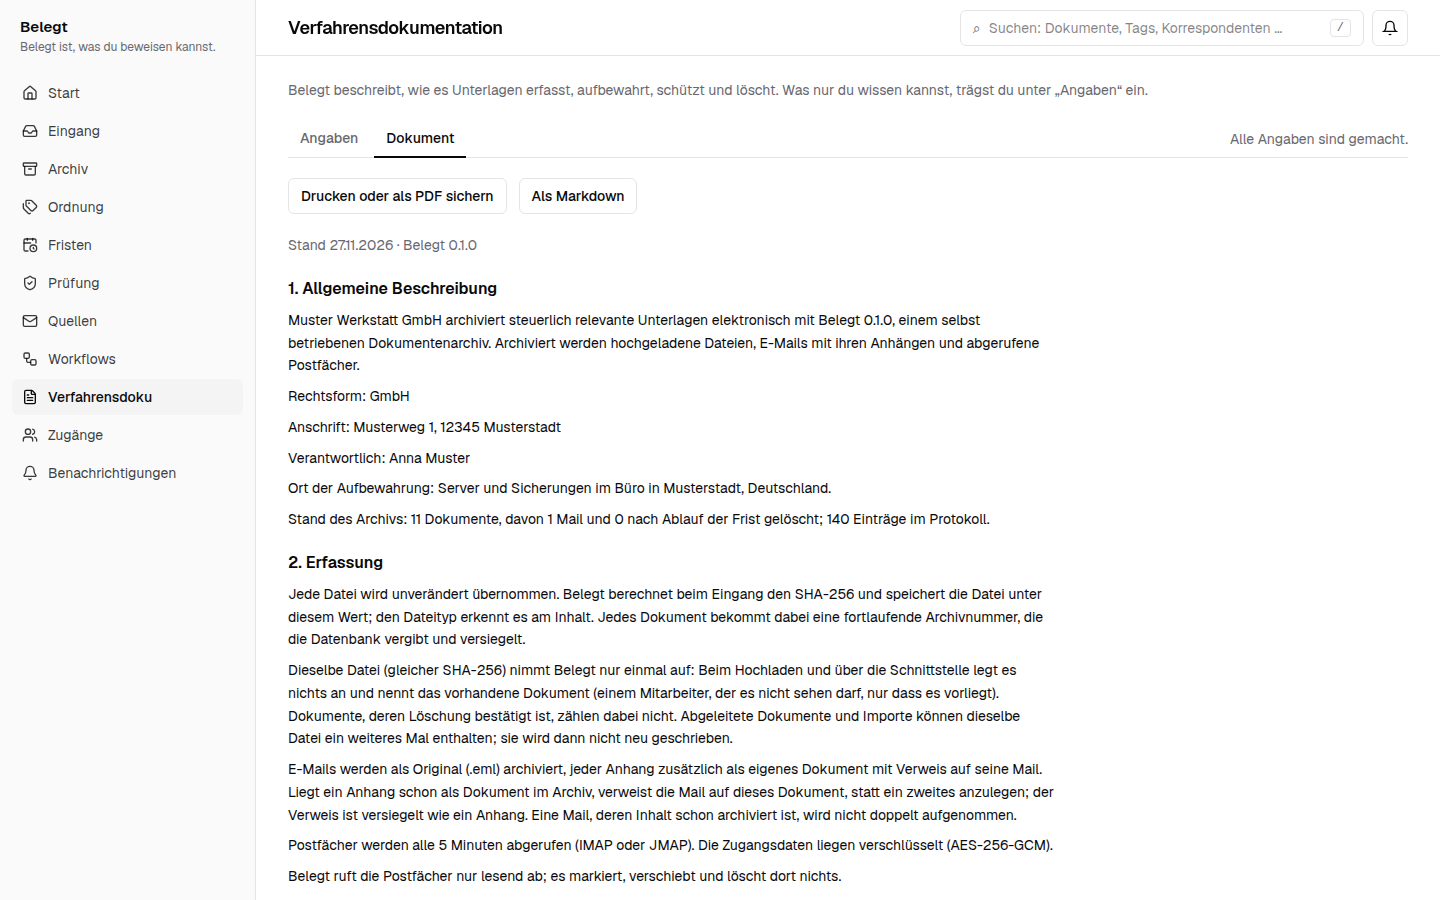 Belegt
Belegt ist, was du beweisen kannst.
Start
Eingang
Archiv
Ordnung
Fristen
Prüfung
Quellen
Workflows
Verfahrensdoku
Zugänge
Benachrichtigungen
Verfahrensdokumentation
Suchen: Dokumente, Tags, Korrespondenten …
/
Belegt beschreibt, wie es Unterlagen erfasst, aufbewahrt, schützt und löscht. Was nur du wissen kannst, trägst du unter „Angaben“ ein.
Angaben
Dokument
Alle Angaben sind gemacht.
Drucken oder als PDF sichern
Als Markdown
Stand 27.11.2026 · Belegt 0.1.0
1. Allgemeine Beschreibung
Muster Werkstatt GmbH archiviert steuerlich relevante Unterlagen elektronisch mit Belegt 0.1.0, einem selbst
betriebenen Dokumentenarchiv. Archiviert werden hochgeladene Dateien, E-Mails mit ihren Anhängen und abgerufene
Postfächer.
Rechtsform: GmbH
Anschrift: Musterweg 1, 12345 Musterstadt
Verantwortlich: Anna Muster
Ort der Aufbewahrung: Server und Sicherungen im Büro in Musterstadt, Deutschland.
Stand des Archivs: 11 Dokumente, davon 1 Mail und 0 nach Ablauf der Frist gelöscht; 140 Einträge im Protokoll.
2. Erfassung
Jede Datei wird unverändert übernommen. Belegt berechnet beim Eingang den SHA-256 und speichert die Datei unter
diesem Wert; den Dateityp erkennt es am Inhalt. Jedes Dokument bekommt dabei eine fortlaufende Archivnummer, die
die Datenbank vergibt und versiegelt.
Dieselbe Datei (gleicher SHA-256) nimmt Belegt nur einmal auf: Beim Hochladen und über die Schnittstelle legt es
nichts an und nennt das vorhandene Dokument (einem Mitarbeiter, der es nicht sehen darf, nur dass es vorliegt).
Dokumente, deren Löschung bestätigt ist, zählen dabei nicht. Abgeleitete Dokumente und Importe können dieselbe
Datei ein weiteres Mal enthalten; sie wird dann nicht neu geschrieben.
E-Mails werden als Original (.eml) archiviert, jeder Anhang zusätzlich als eigenes Dokument mit Verweis auf seine Mail.
Liegt ein Anhang schon als Dokument im Archiv, verweist die Mail auf dieses Dokument, statt ein zweites anzulegen; der
Verweis ist versiegelt wie ein Anhang. Eine Mail, deren Inhalt schon archiviert ist, wird nicht doppelt aufgenommen.
Postfächer werden alle 5 Minuten abgerufen (IMAP oder JMAP). Die Zugangsdaten liegen verschlüsselt (AES-256-GCM).
Belegt ruft die Postfächer nur lesend ab; es markiert, verschiebt und löscht dort nichts.